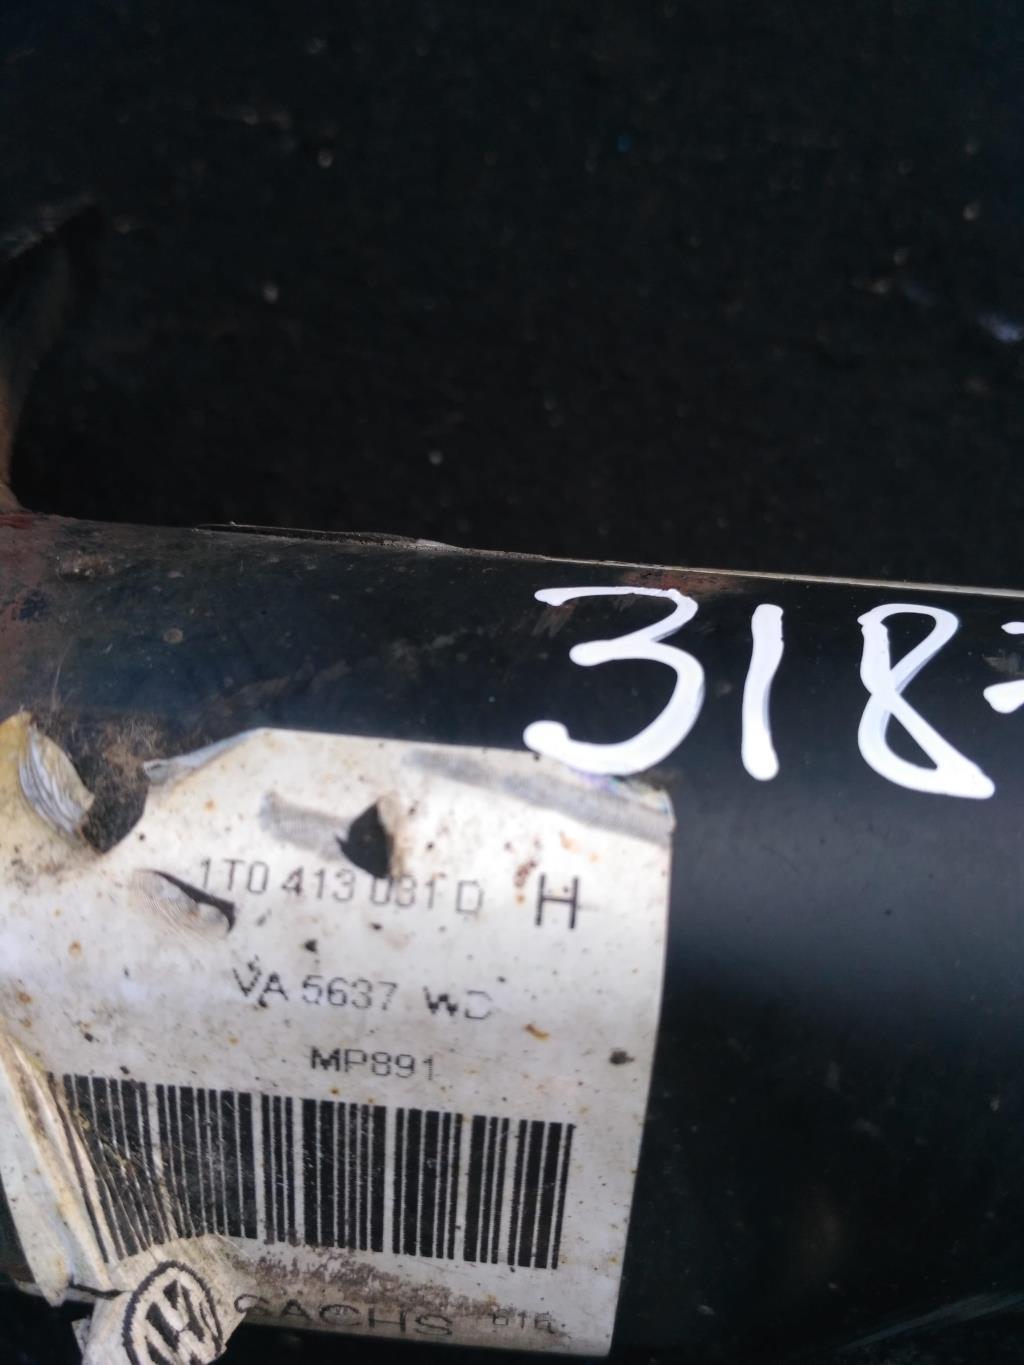 318
1T0 413 031 D H
VA 5637 WD
MP891
SACHS